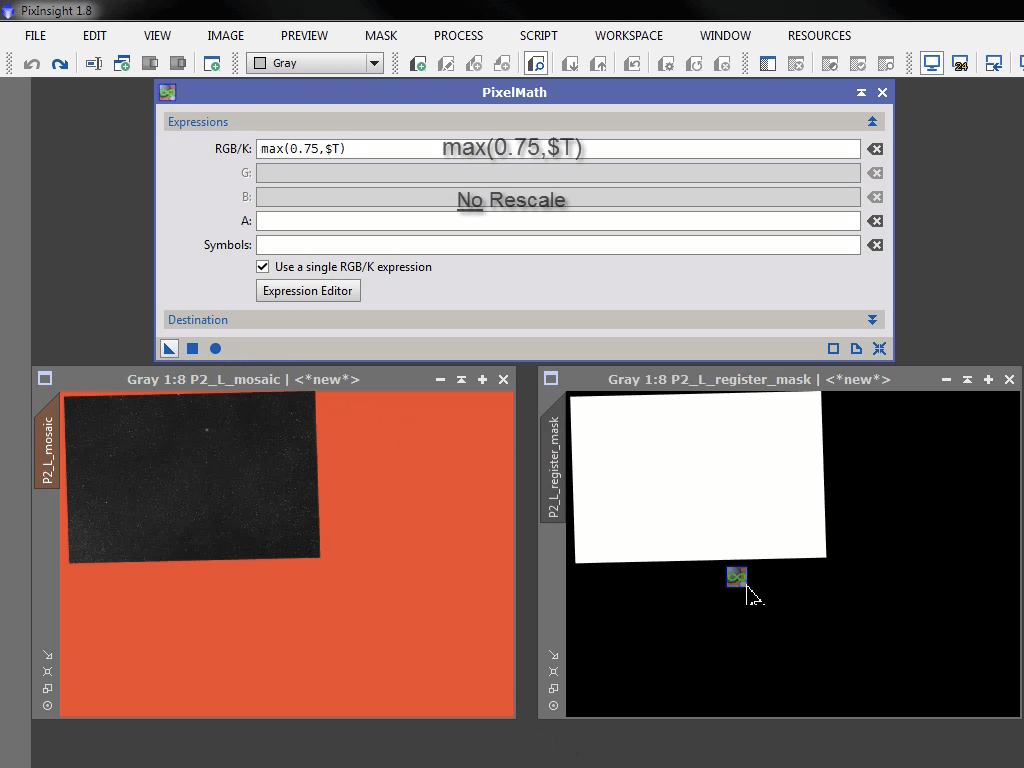 PixInsight 1.8
FILE EDIT VIEW IMAGE PREVIEW MASK PROCESS SCRIPT WORKSPACE WINDOW RESOURCES
Gray
24
PixelMath
Expressions
RGB/K: max(0.75,$T) max(0.75,$T)
G:
B: No Rescale
A:
Symbols:
Use a single RGB/K expression
Expression Editor
Destination
Gray 1:8 P2_L_mosaic | <*new*>
P2_L_mosaic
Gray 1:8 P2_L_register_mask | <*new*>
P2_L_register_mask